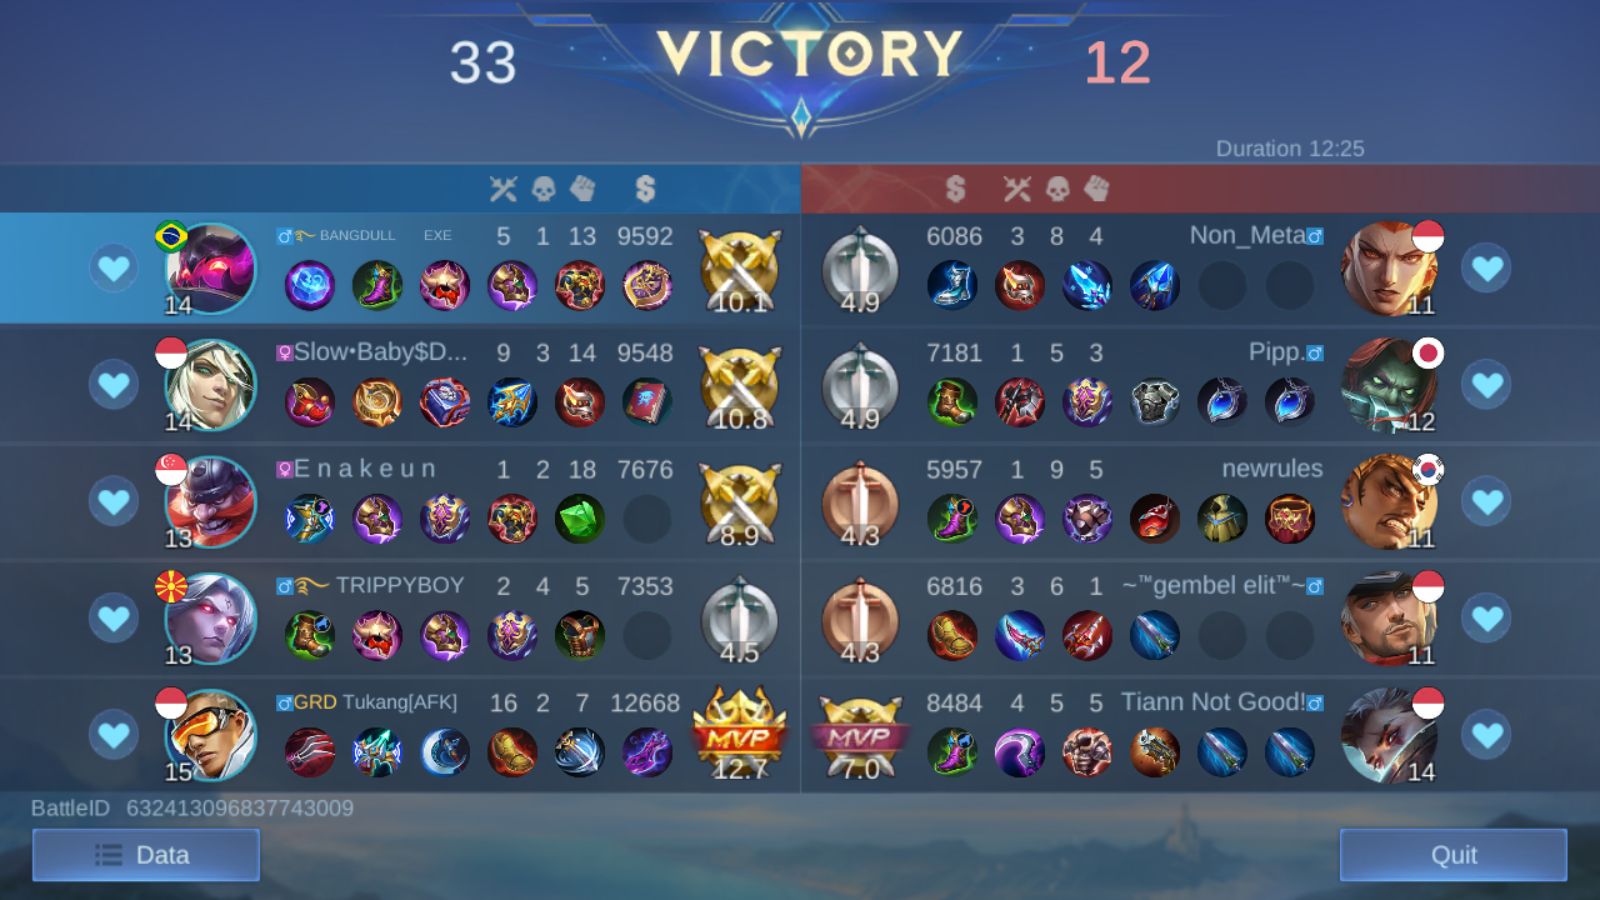 33 VICTORY 12
Duration 12:25
BANGDULL EXE 5 1 13 9592
14 10.1
6086 3 8 4 Non_Meta
4.9 11
Slow•Baby$D... 9 3 14 9548
14 10.8
7181 1 5 3 Pipp.
4.9 12
E n a k e u n 1 2 18 7676
13 8.9
5957 1 9 5 newrules
4.3 11
TRIPPYBOY 2 4 5 7353
13 4.5
6816 3 6 1 ~™gembel elit™~
4.3 11
GRD Tukang[AFK] 16 2 7 12668
15 MVP 12.7
8484 4 5 5 Tiann Not Good!
MVP 7.0 14
BattleID 632413096837743009
Data
Quit